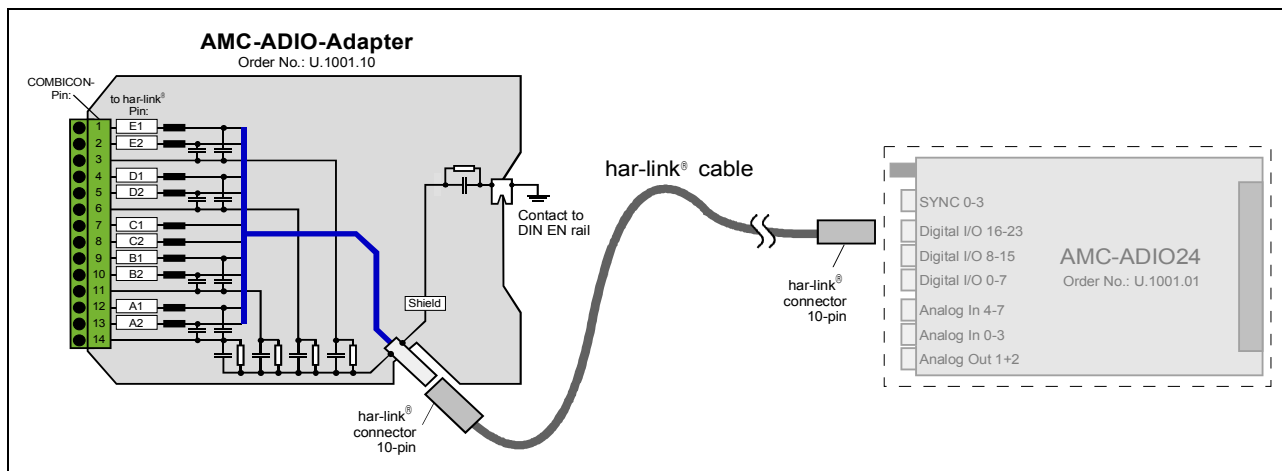 AMC-ADIO-Adapter
Order No.: U.1001.10
COMBICON-
Pin:
to har-link®
Pin:
1 E1
2 E2
3
4 D1
5 D2
6
7 C1
8 C2
9 B1
10 B2
11
12 A1
13 A2
14
Shield
Contact to
DIN EN rail
har-link®
connector
10-pin
har-link® cable
har-link®
connector
10-pin
SYNC 0-3
Digital I/O 16-23
Digital I/O 8-15
Digital I/O 0-7
Analog In 4-7
Analog In 0-3
Analog Out 1+2
AMC-ADIO24
Order No.: U.1001.01